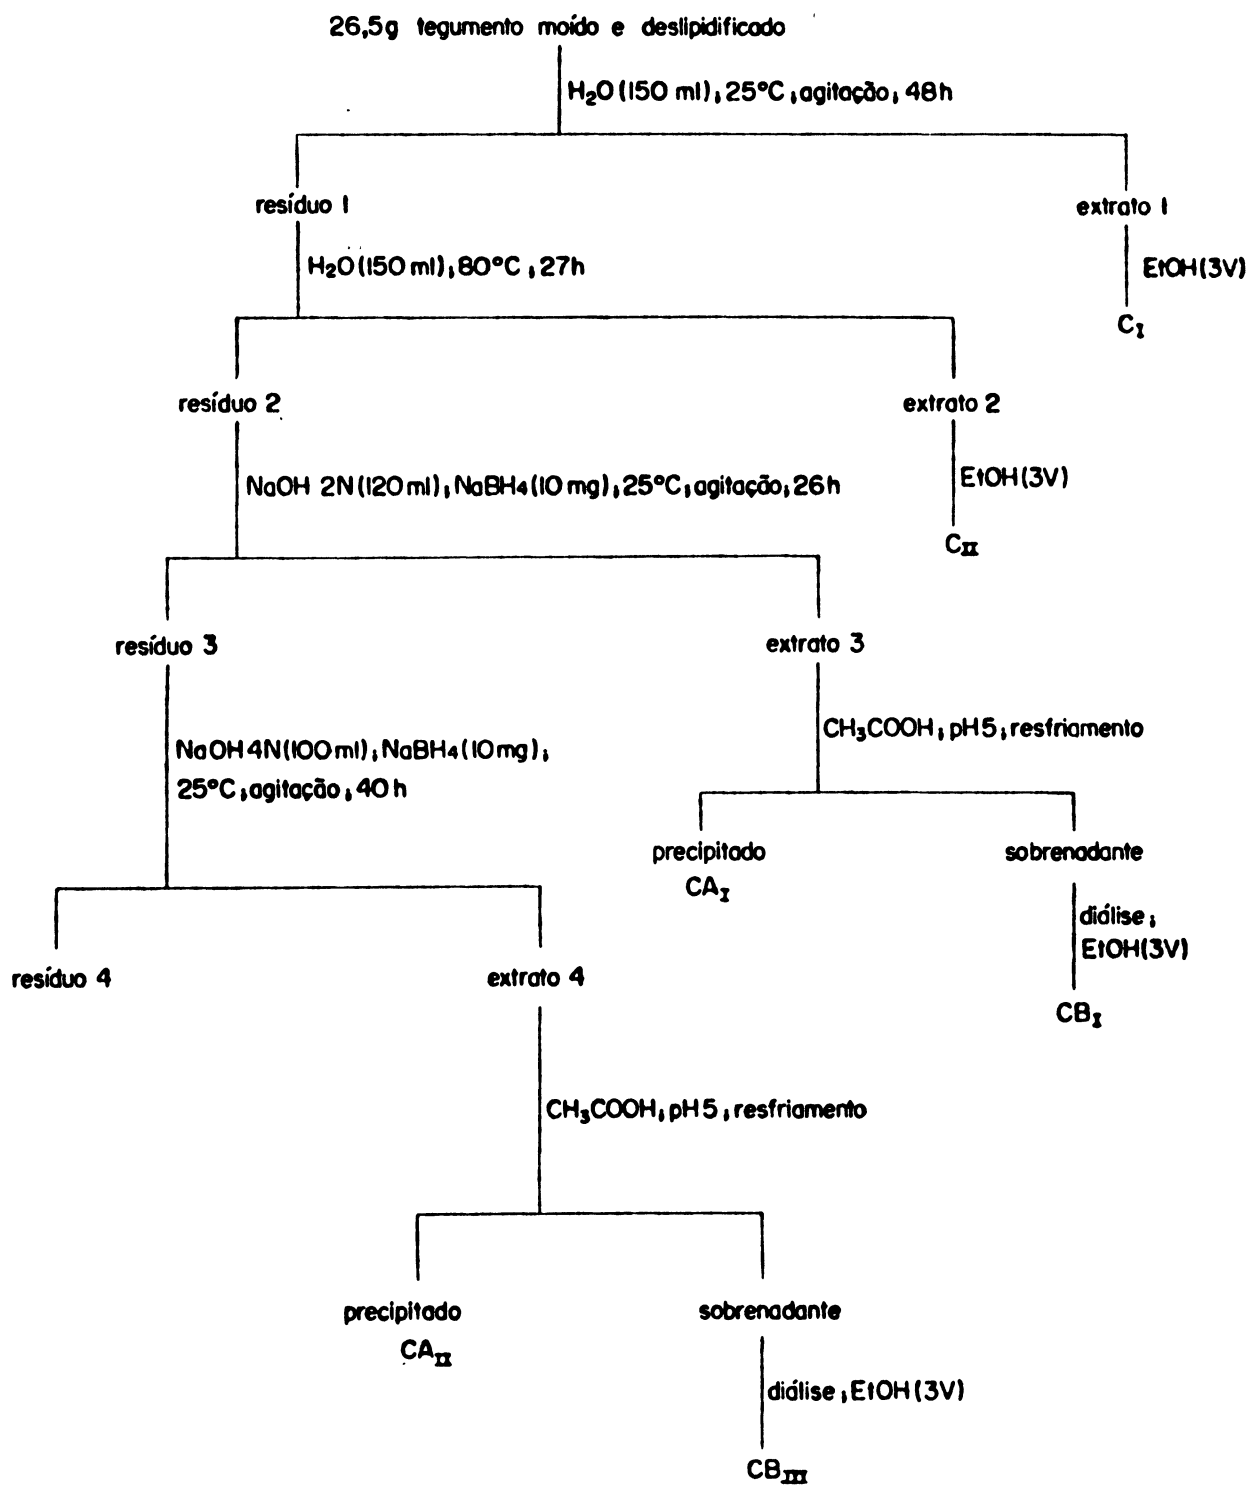 26,5g tegumento moído e deslipidificado
H₂O (150 ml); 25°C; agitação; 48h
resíduo 1
extrato 1
H₂O (150 ml); 80°C; 27h
EtOH (3V)
C_I
resíduo 2
extrato 2
NaOH 2N (120 ml); NaBH₄ (10 mg); 25°C; agitação; 26h
EtOH (3V)
C_II
resíduo 3
extrato 3
CH₃COOH; pH 5; resfriamento
NaOH 4N (100 ml); NaBH₄ (10 mg);
25°C; agitação; 40h
precipitado
CA_I
sobrenadante
diálise;
EtOH (3V)
CB_I
resíduo 4
extrato 4
CH₃COOH; pH 5; resfriamento
precipitado
CA_II
sobrenadante
diálise; EtOH (3V)
CB_III